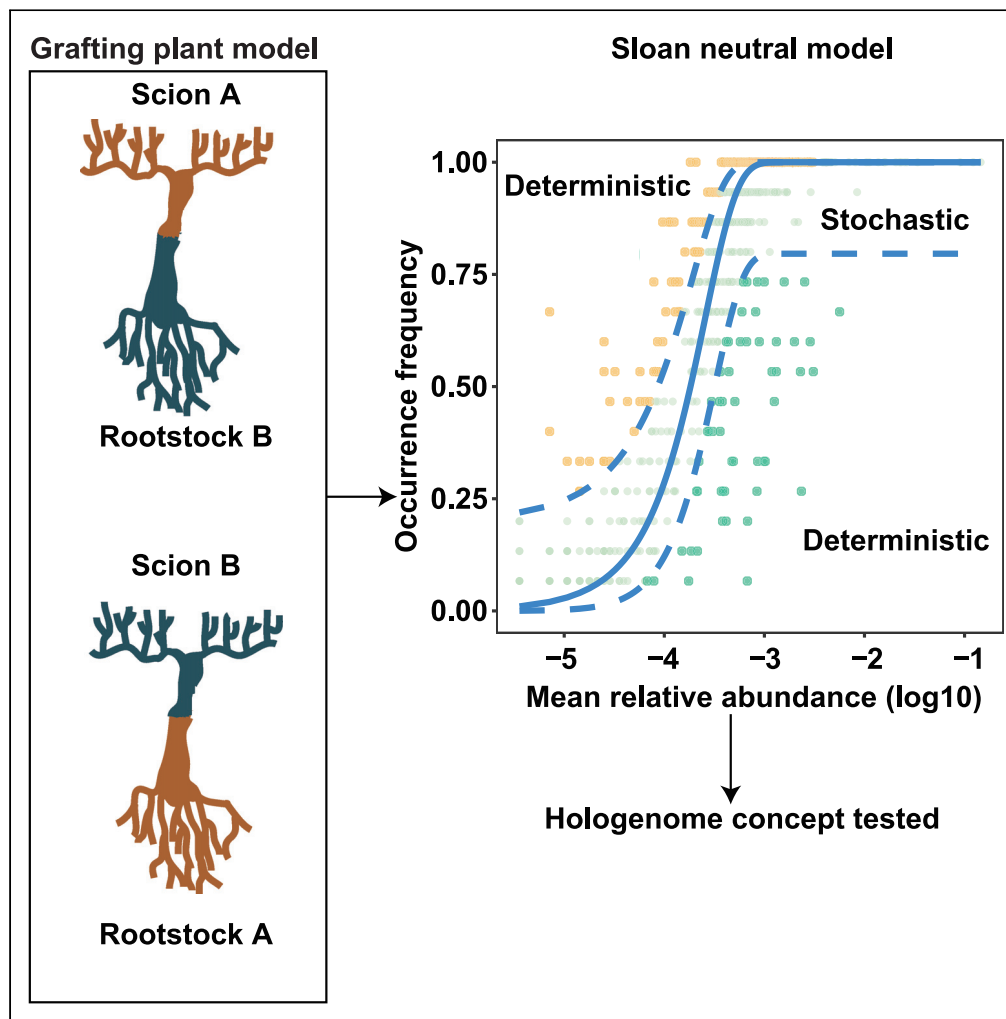 Grafting plant model
Scion A
Rootstock B
Scion B
Rootstock A
Sloan neutral model
Occurrence frequency
1.00
0.75
0.50
0.25
0.00
Deterministic
Stochastic
Deterministic
−5 −4 −3 −2 −1
Mean relative abundance (log10)
Hologenome concept tested